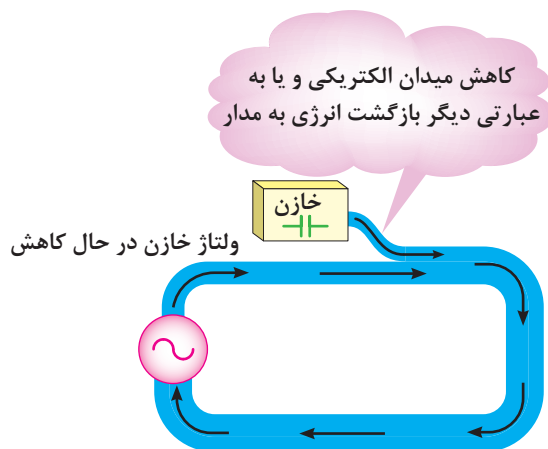 کاهش میدان الکتریکی و یا به
عبارتی دیگر بازگشت انرژی به مدار
خازن
ولتاژ خازن در حال کاهش